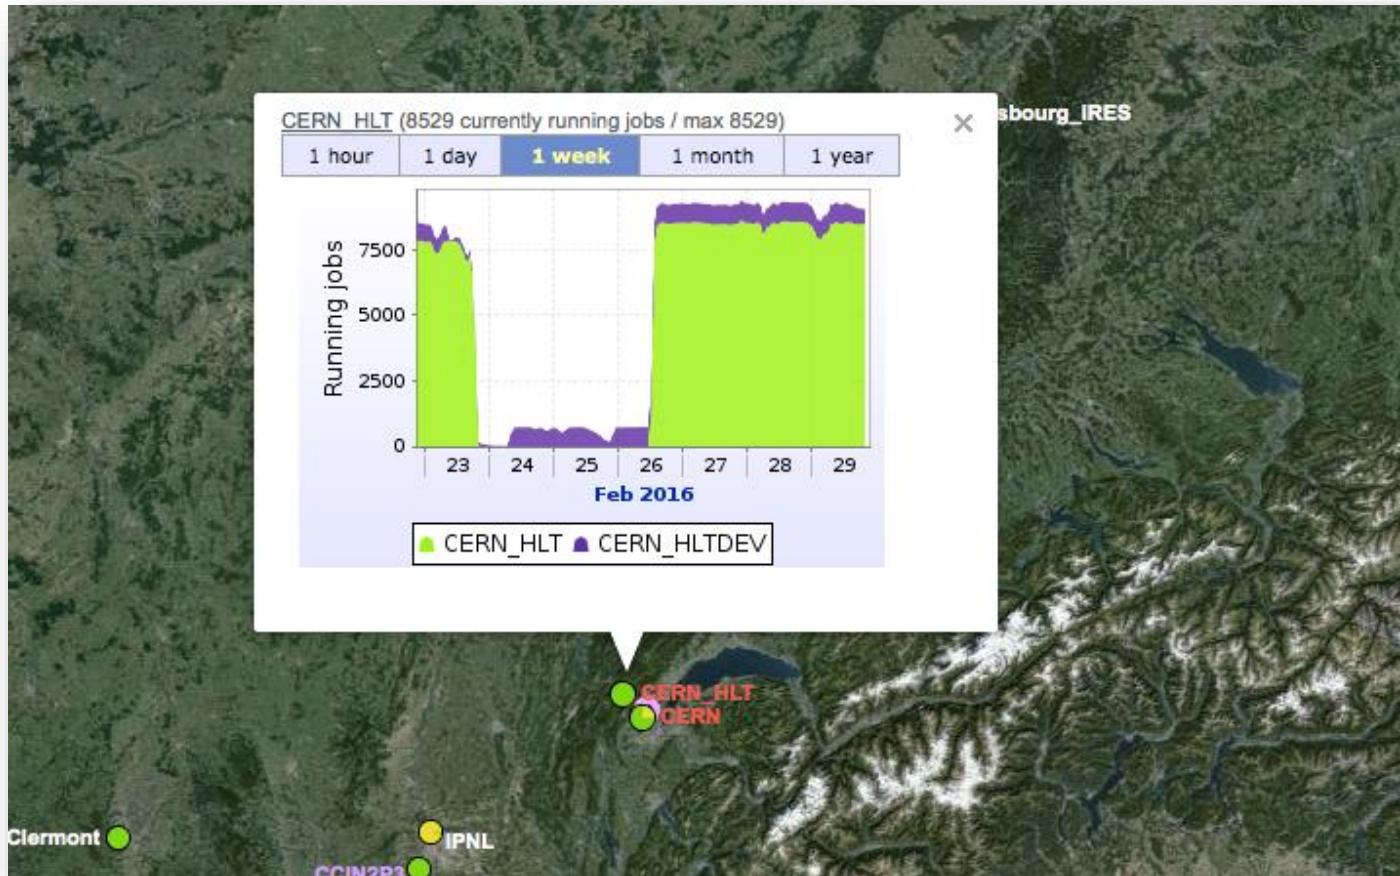 CERN_HLT (8529 currently running jobs / max 8529)
×
sbourg_IRES
1 hour 1 day 1 week 1 month 1 year
Running jobs
7500
5000
2500
0
23 24 25 26 27 28 29
Feb 2016
CERN_HLT CERN_HLTDEV
CERN_HLT
CERN
Clermont
IPNL
CCIN2P3